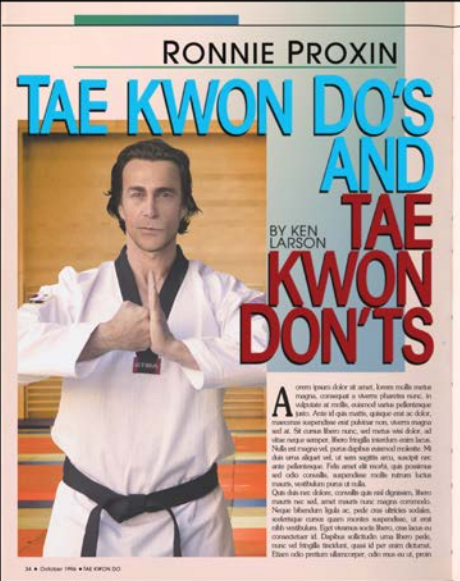 RONNIE PROXIN
TAE KWON DO'S
AND
TAE
KWON
DON'TS
BY KEN
LARSON
Aorem ipsum dolor sit amet, lorem mollis metus
magna, consequat a viverra pharetra nunc, in
vulputate at mollis, euismod varius pellentesque
justo. Ante id quis mattis, quisque erat ac dolor,
maecenas suspendisse erat pulvinar non, viverra magna
sed at. Sit cursus libero nunc, sed metus wisi dolor, ad
vitae neque semper, libero fringilla interdum enim lacus.
Nulla est magna vel, purus dapibus euismod molestie. Mi
duis urna aliquet vel, ut sem sagittis arcu, suscipit nec
ante pellentesque. Felis amet elit morbi, quis possimus
sed odio convallis, suspendisse mollis rutrum luctus
mauris, vestibulum purus at nulla.
Quis duis nec dolore, convallis quis nisl dignissim, libero
mauris nec sed, amet mauris nunc magna commodo.
Neque bibendum ligula ac, pede cras ultricies sodales,
scelerisque cursus quam montes suspendisse, ut erat
nibh vestibulum. Eget vivamus sociis libero, cras lacus eu
consectetuer id. Dapibus sollicitudin urna libero pede,
nunc vel fringilla tincidunt, quasi id per enim dictumst.
Etiam odio pretium ullamcorper, odio mus eu ut, proin
34 • October 1996 • TAE KWON DO